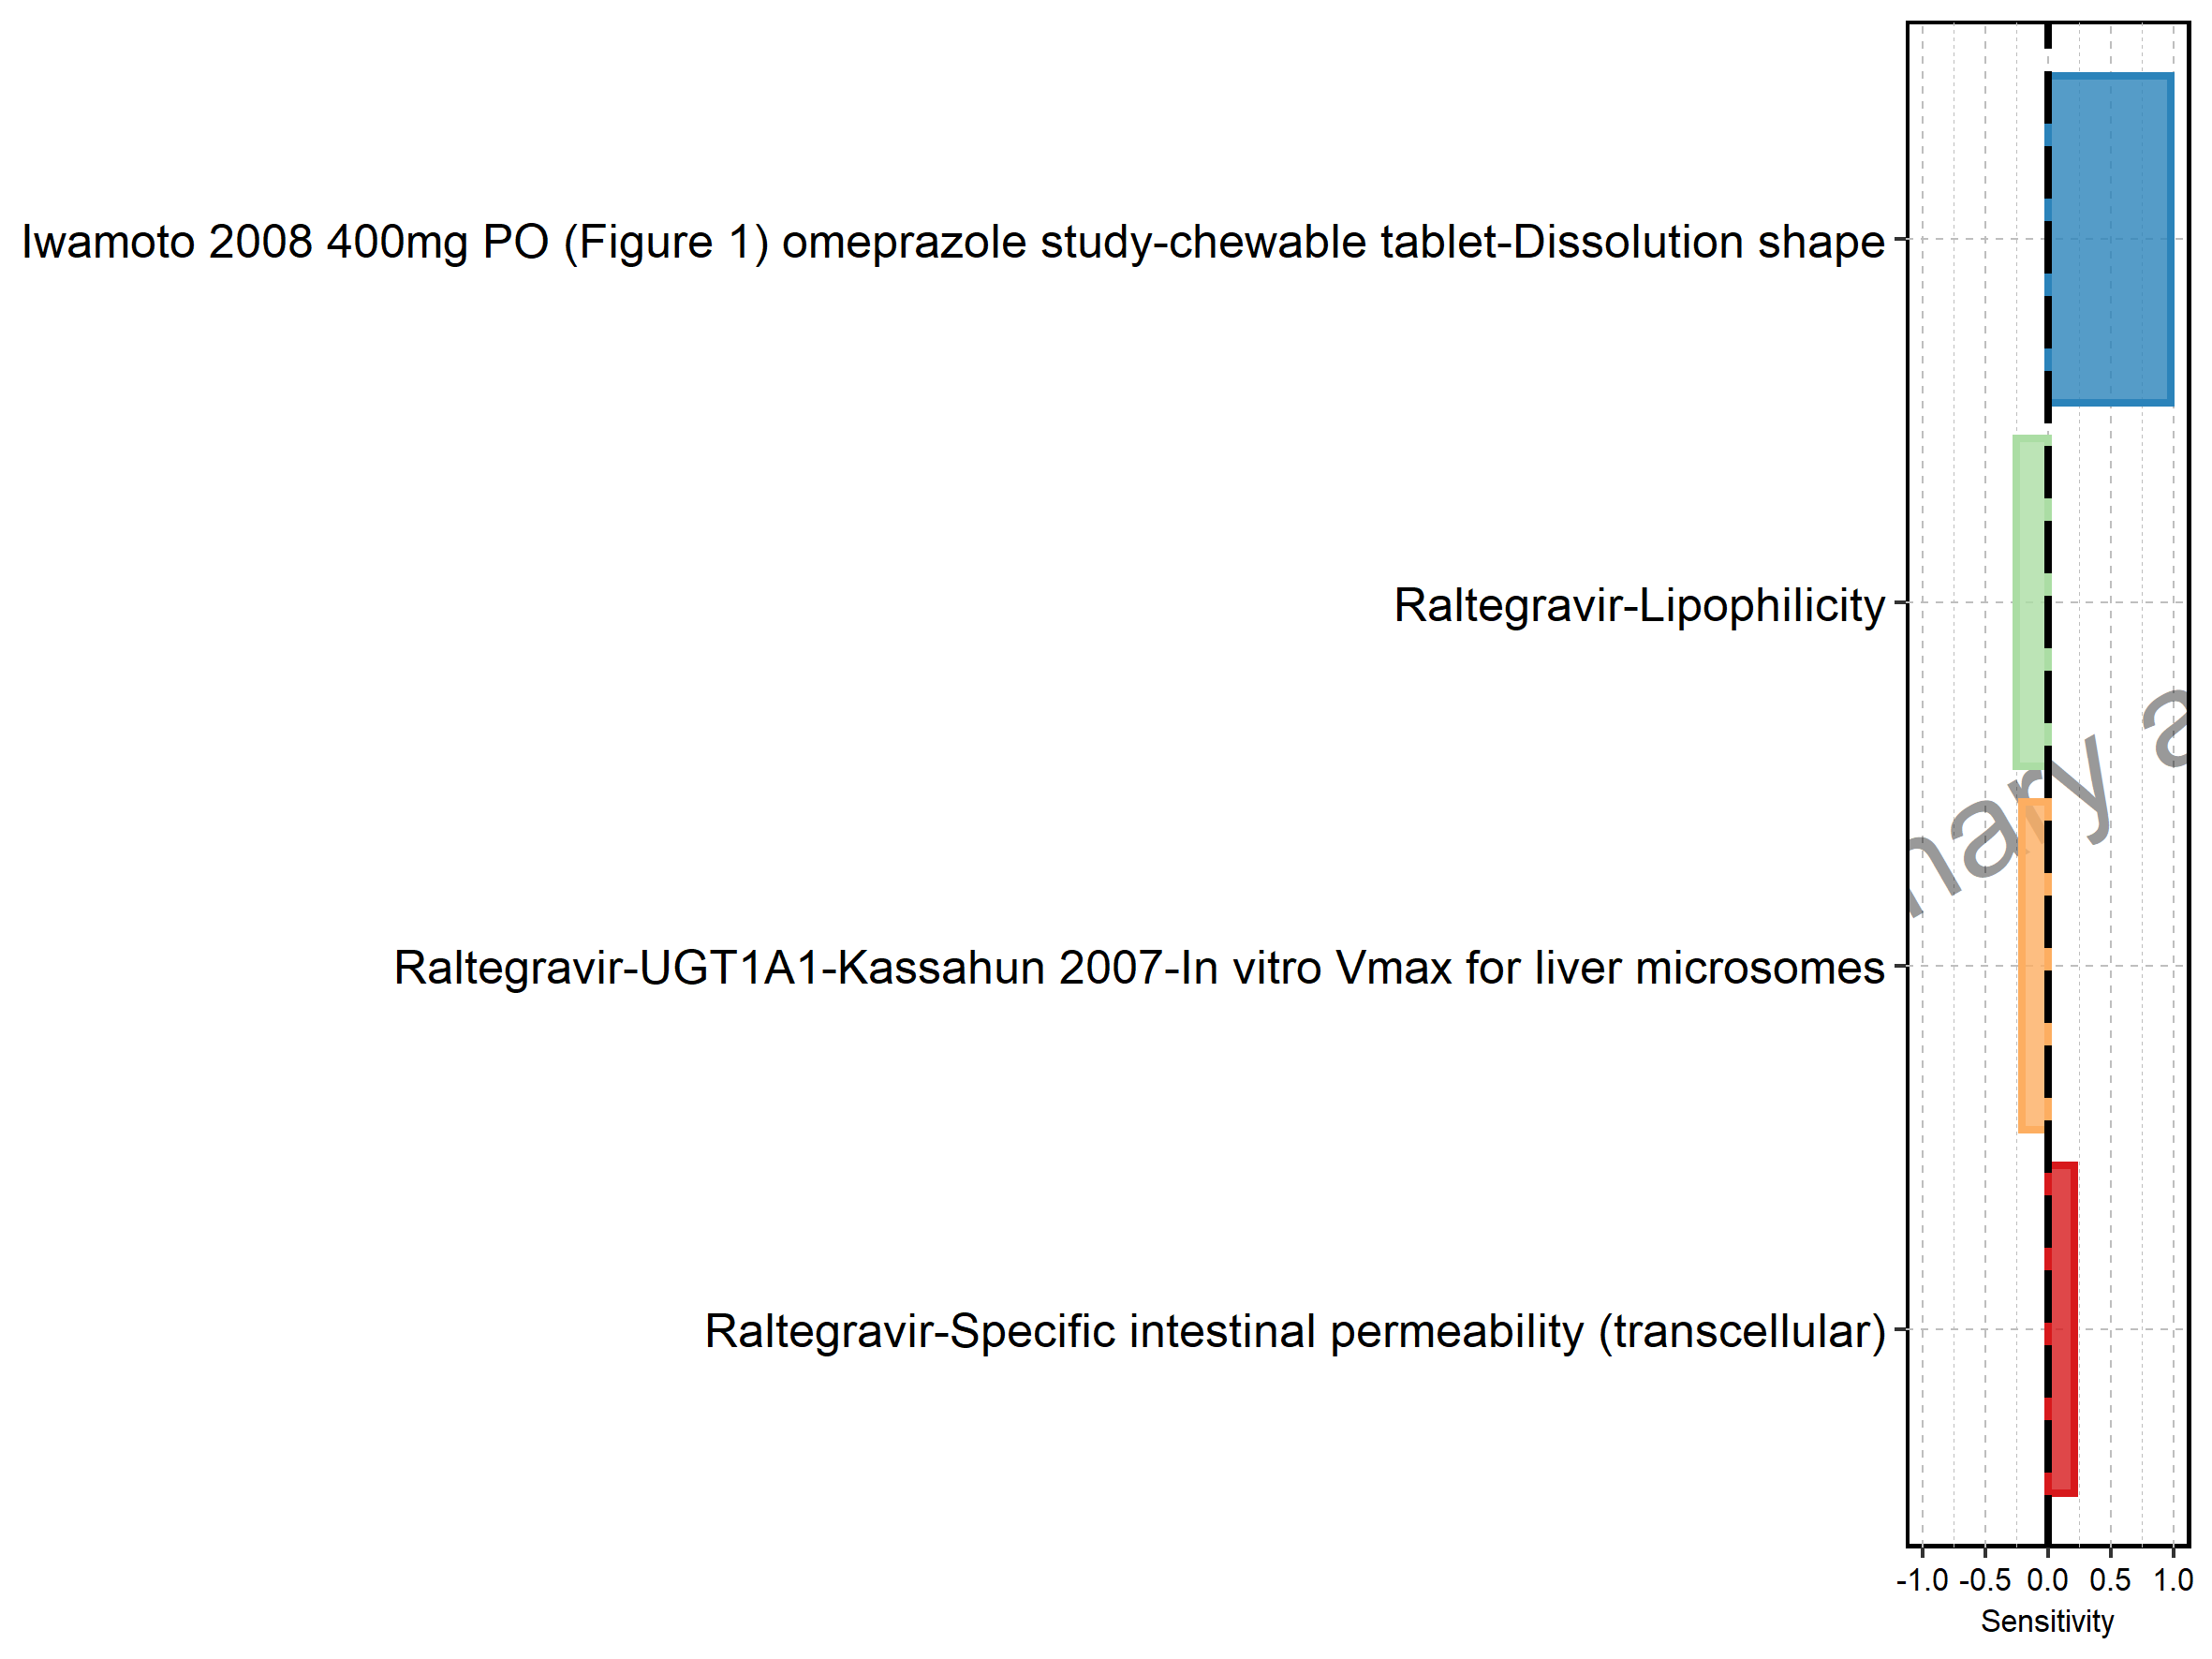 Iwamoto 2008 400mg PO (Figure 1) omeprazole study-chewable tablet-Dissolution shape
Raltegravir-Lipophilicity
Raltegravir-UGT1A1-Kassahun 2007-In vitro Vmax for liver microsomes
Raltegravir-Specific intestinal permeability (transcellular)
-1.0 -0.5 0.0 0.5 1.0
Sensitivity